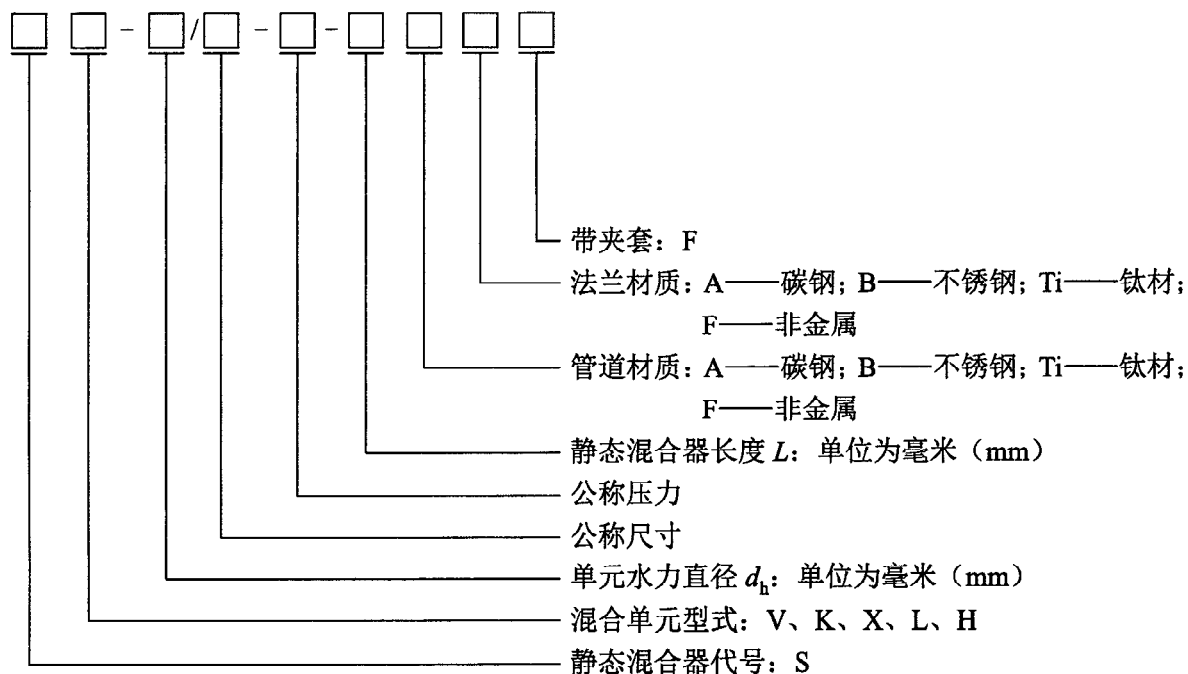 □ □ - □/□ - □ - □ □ □ □
带夹套：F
法兰材质：A——碳钢；B——不锈钢；Ti——钛材；
F——非金属
管道材质：A——碳钢；B——不锈钢；Ti——钛材；
F——非金属
静态混合器长度 L：单位为毫米（mm）
公称压力
公称尺寸
单元水力直径 dh：单位为毫米（mm）
混合单元型式：V、K、X、L、H
静态混合器代号：S